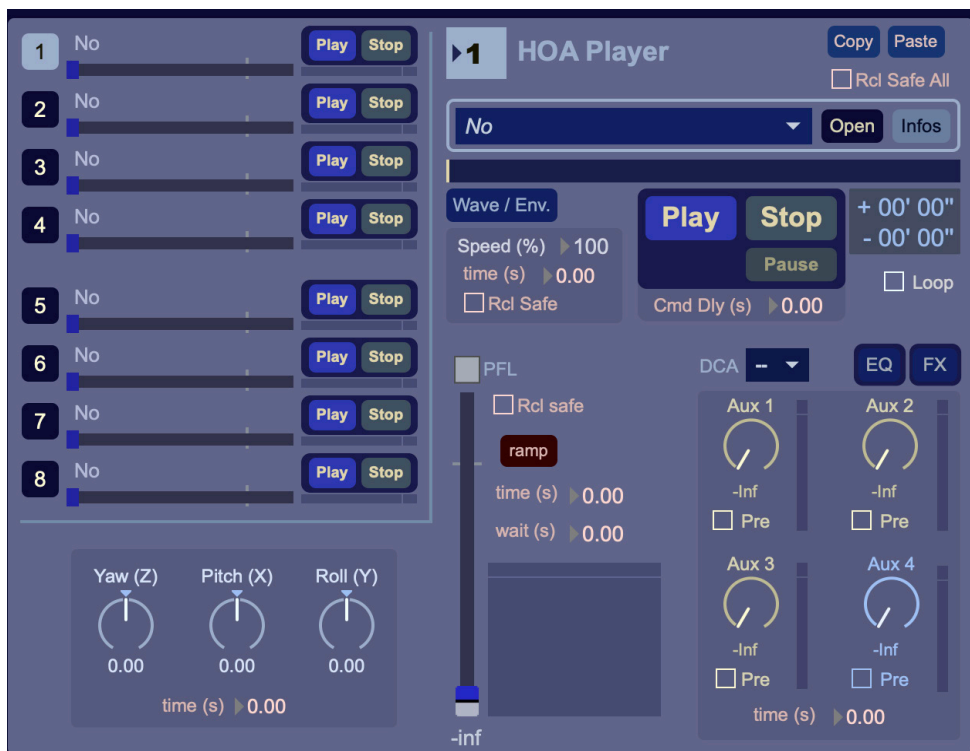 1 No Play Stop
2 No Play Stop
3 No Play Stop
4 No Play Stop
5 No Play Stop
6 No Play Stop
7 No Play Stop
8 No Play Stop
Yaw (Z) Pitch (X) Roll (Y)
0.00 0.00 0.00
time (s) 0.00
1 HOA Player Copy Paste
Rcl Safe All
No Open Infos
Wave / Env.
Speed (%) 100
time (s) 0.00
Rcl Safe
Play Stop
Pause
Cmd Dly (s) 0.00
+ 00' 00"
- 00' 00"
Loop
PFL
Rcl safe
ramp
time (s) 0.00
wait (s) 0.00
-inf
DCA -- EQ FX
Aux 1 Aux 2
-Inf -Inf
Pre Pre
Aux 3 Aux 4
-Inf -Inf
Pre Pre
time (s) 0.00